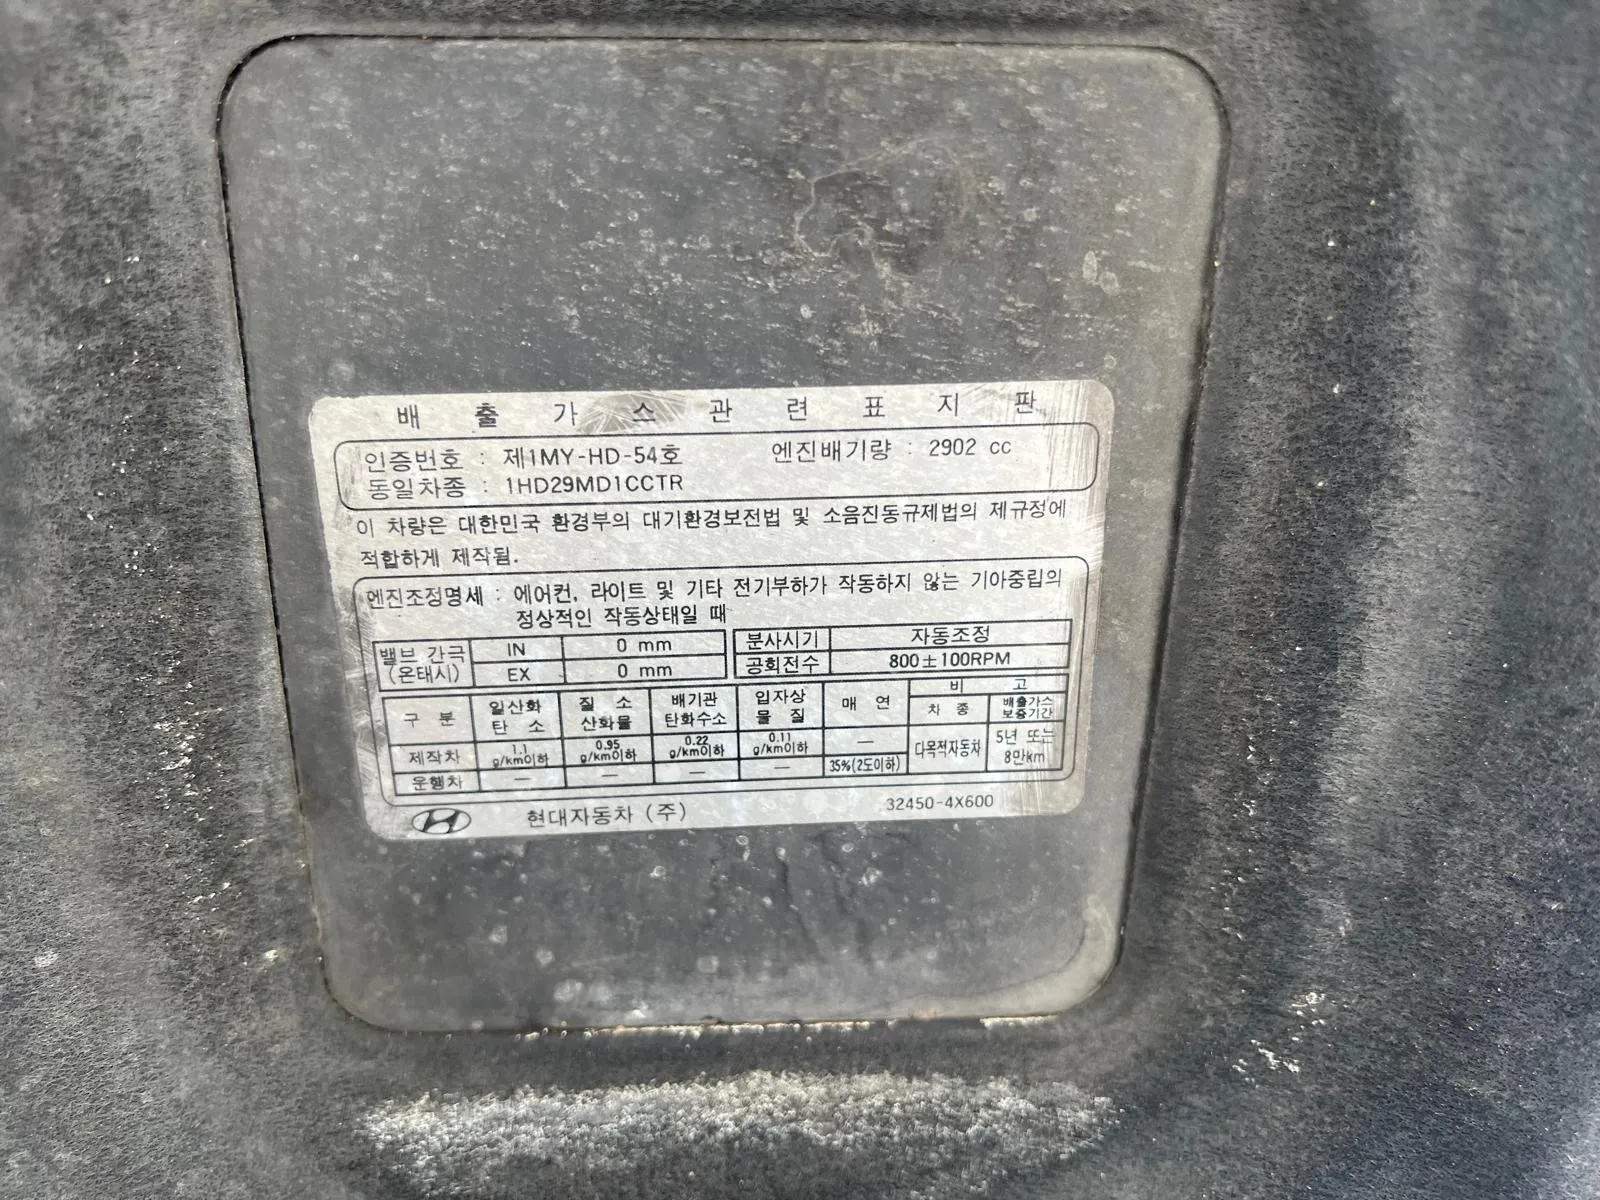 배 출 가 스 관 련 표 지 판
인증번호 : 제1MY-HD-54호 엔진배기량 : 2902 cc
동일차종 : 1HD29MD1CCTR
이 차량은 대한민국 환경부의 대기환경보전법 및 소음진동규제법의 제규정에
적합하게 제작됨.
엔진조정명세 : 에어컨, 라이트 및 기타 전기부하가 작동하지 않는 기아중립의
정상적인 작동상태일 때
밸브 간극 (온태시) IN 0 mm 분사시기 자동조정
EX 0 mm 공회전수 800±100RPM
구 분 일산화 탄 소 질 소 산화물 배기관 탄화수소 입자상 물 질 매 연 비 고
차 종 배출가스 보증기간
제작차 1.1 g/km이하 0.95 g/km이하 0.22 g/km이하 0.11 g/km이하 — 다목적자동차 5년 또는 8만km
운행차 — — — — 35%(2도이하)
현대자동차 (주) 32450-4X600